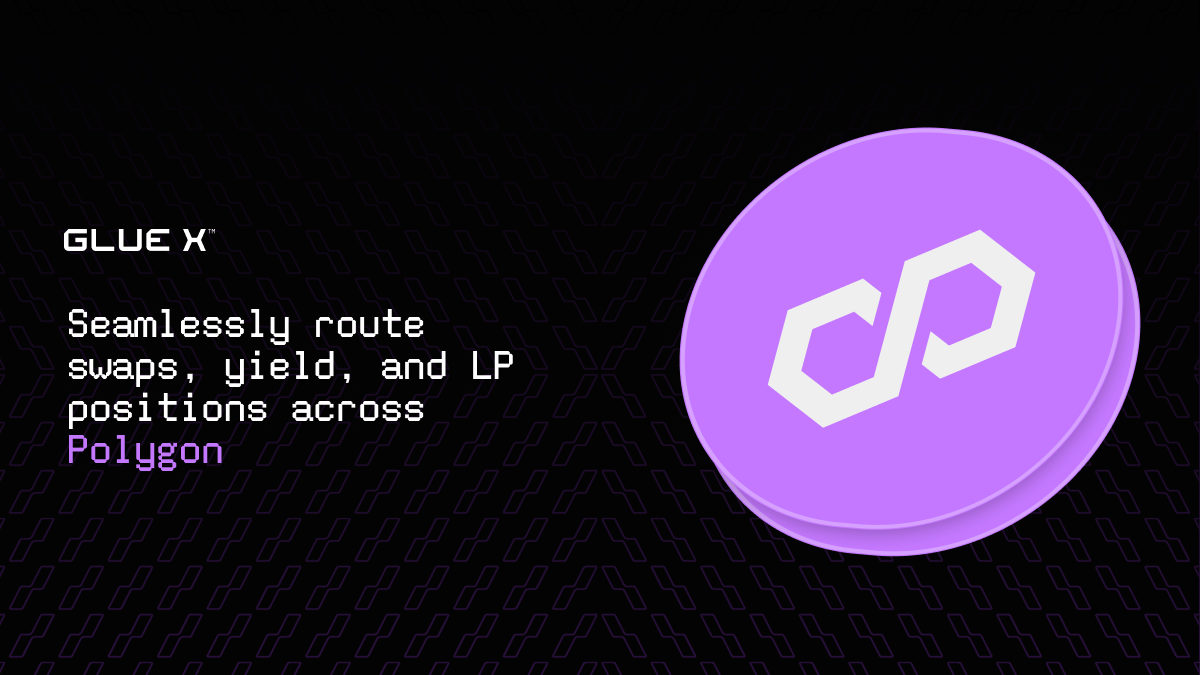 GLUE X™
Seamlessly route
swaps, yield, and LP
positions across
Polygon